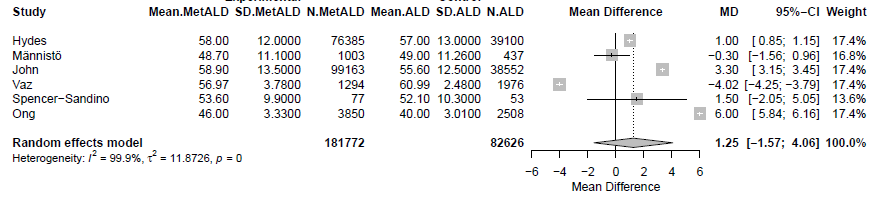 Study Mean.MetALD SD.MetALD N.MetALD Mean.ALD SD.ALD N.ALD Mean Difference MD 95%−CI Weight
Hydes 58.00 12.0000 76385 57.00 13.0000 39100 1.00 [ 0.85; 1.15] 17.4%
Männistö 48.70 11.1000 1003 49.00 11.2600 437 −0.30 [−1.56; 0.96] 16.8%
John 58.90 13.5000 99163 55.60 12.5000 38552 3.30 [ 3.15; 3.45] 17.4%
Vaz 56.97 3.7800 1294 60.99 2.4800 1976 −4.02 [−4.25; −3.79] 17.4%
Spencer−Sandino 53.60 9.9000 77 52.10 10.3000 53 1.50 [−2.05; 5.05] 13.6%
Ong 46.00 3.3300 3850 40.00 3.0100 2508 6.00 [ 5.84; 6.16] 17.4%
Random effects model 181772 82626 1.25 [−1.57; 4.06] 100.0%
Heterogeneity: I² = 99.9%, τ² = 11.8726, p = 0
−6 −4 −2 0 2 4 6
Mean Difference